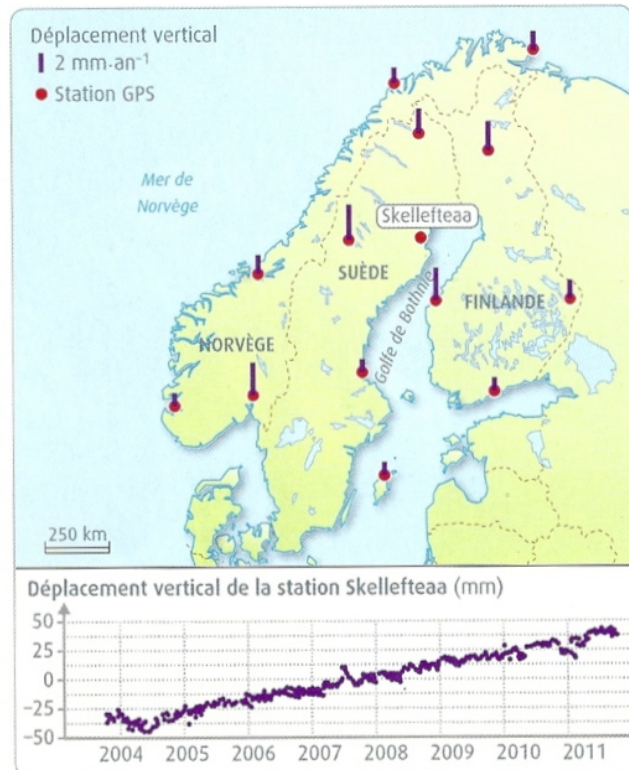 Déplacement vertical
2 mm.an⁻¹
Station GPS
Mer de
Norvège
Skellefteaa
SUÈDE
FINLANDE
Golfe de Bothnie
NORVÈGE
250 km
Déplacement vertical de la station Skellefteaa (mm)
50
25
0
−25
−50
2004 2005 2006 2007 2008 2009 2010 2011